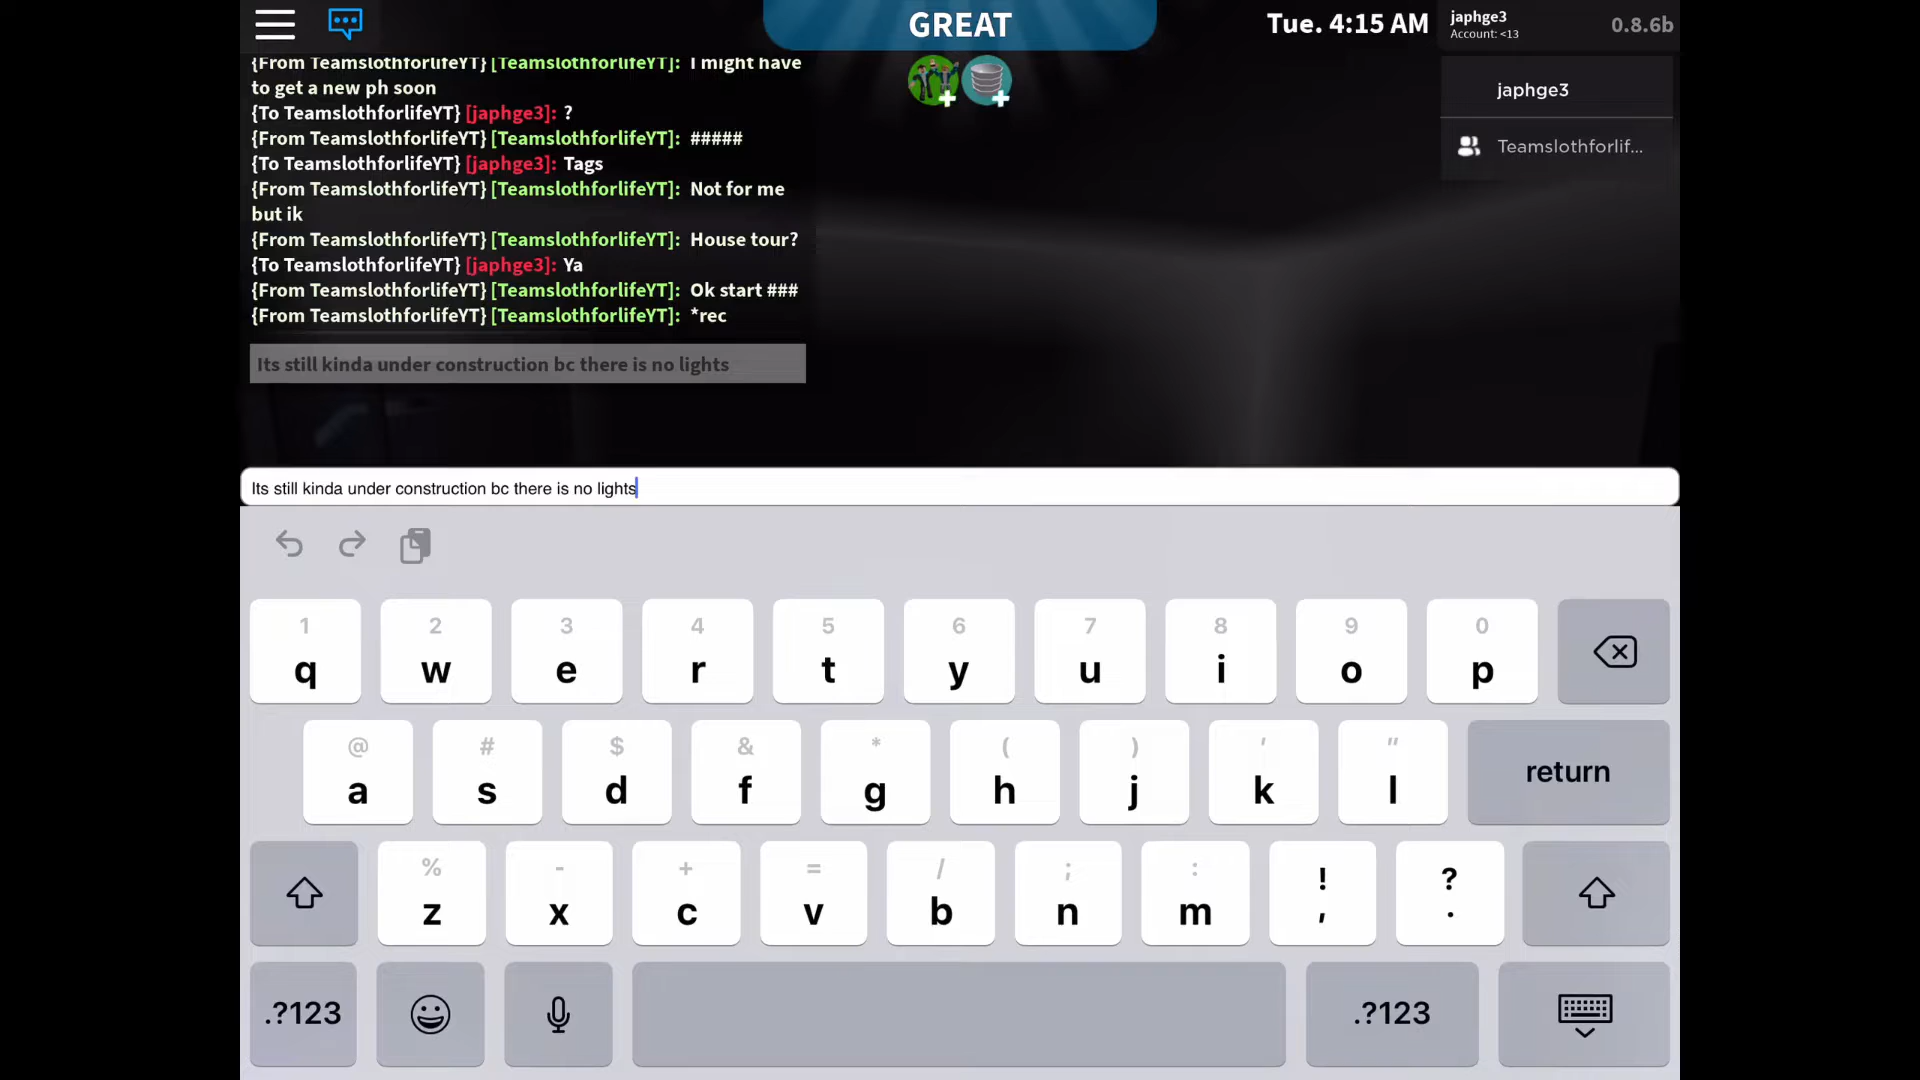 GREAT
Tue. 4:15 AM
japhge3
Account: <13
0.8.6b
{From TeamslothforlifeYT} [TeamslothforlifeYT]: I might have
to get a new ph soon
{To TeamslothforlifeYT} [japhge3]: ?
{From TeamslothforlifeYT} [TeamslothforlifeYT]: #####
{To TeamslothforlifeYT} [japhge3]: Tags
{From TeamslothforlifeYT} [TeamslothforlifeYT]: Not for me
but ik
{From TeamslothforlifeYT} [TeamslothforlifeYT]: House tour?
{To TeamslothforlifeYT} [japhge3]: Ya
{From TeamslothforlifeYT} [TeamslothforlifeYT]: Ok start ###
{From TeamslothforlifeYT} [TeamslothforlifeYT]: *rec
japhge3
Teamslothforlif...
Its still kinda under construction bc there is no lights
Its still kinda under construction bc there is no lights
1 2 3 4 5 6 7 8 9 0
q w e r t y u i o p
@ # $ & * ( ) ' "
a s d f g h j k l return
% - + = / ; : ! ?
z x c v b n m , .
.?123 .?123